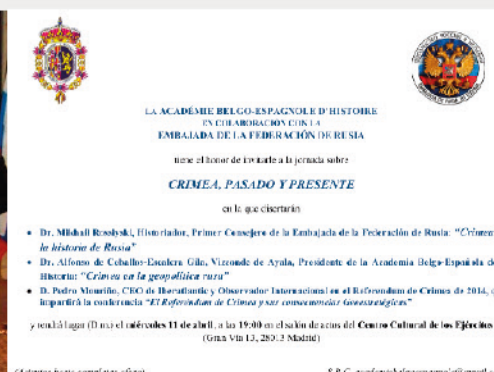 LA ACADÉMIE BELGO-ESPAGNOLE D'HISTOIRE
EN COLABORACIÓN CON LA
EMBAJADA DE LA FEDERACIÓN DE RUSIA
tiene el honor de invitarle a la jornada sobre
CRIMEA, PASADO Y PRESENTE
en la que disertarán
Dr. Mikhail Rossiyski, Historiador, Primer Consejero de la Embajada de la Federación de Rusia: "Crimea
la historia de Rusia"
Dr. Alfonso de Ceballos-Escalera Gila, Vizconde de Ayala, Presidente de la Academia Belgo-Española de
Historia: "Crimea en la geopolítica rusa"
D. Pedro Mouriño, CEO de Iberatlantic y Observador Internacional en el Referendum de Crimea de 2014, q
impartirá la conferencia "El Referéndum de Crimea y sus consecuencias Geoestratégicas"
y tendrá lugar (D.m.) el miércoles 11 de abril, a las 19:00 en el salón de actos del Centro Cultural de los Ejércitos
(Gran Vía 13, 28013 Madrid)
S.R.C.